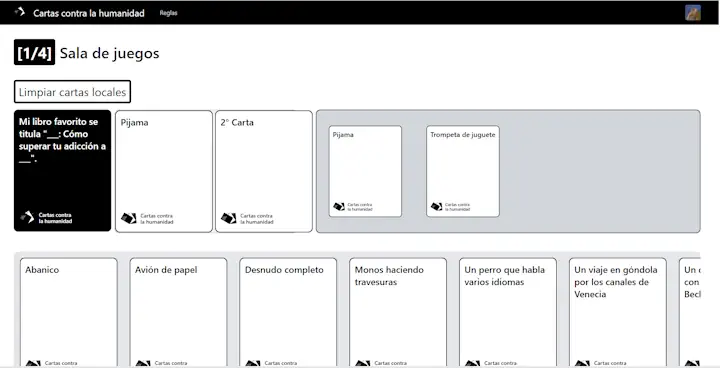 Cartas contra la humanidad
Reglas
[1/4] Sala de juegos
Limpiar cartas locales
Mi libro favorito se
titula "___: Cómo
superar tu adicción a
___".
Cartas contra
la humanidad
Pijama
Cartas contra
la humanidad
2° Carta
Cartas contra
la humanidad
Pijama
Cartas contra
la humanidad
Trompeta de juguete
Cartas contra
la humanidad
Abanico
Cartas contra
Avión de papel
Cartas contra
Desnudo completo
Cartas contra
Monos haciendo
travesuras
Cartas contra
Un perro que habla
varios idiomas
Cartas contra
Un viaje en góndola
por los canales de
Venecia
Cartas contra
Un
con